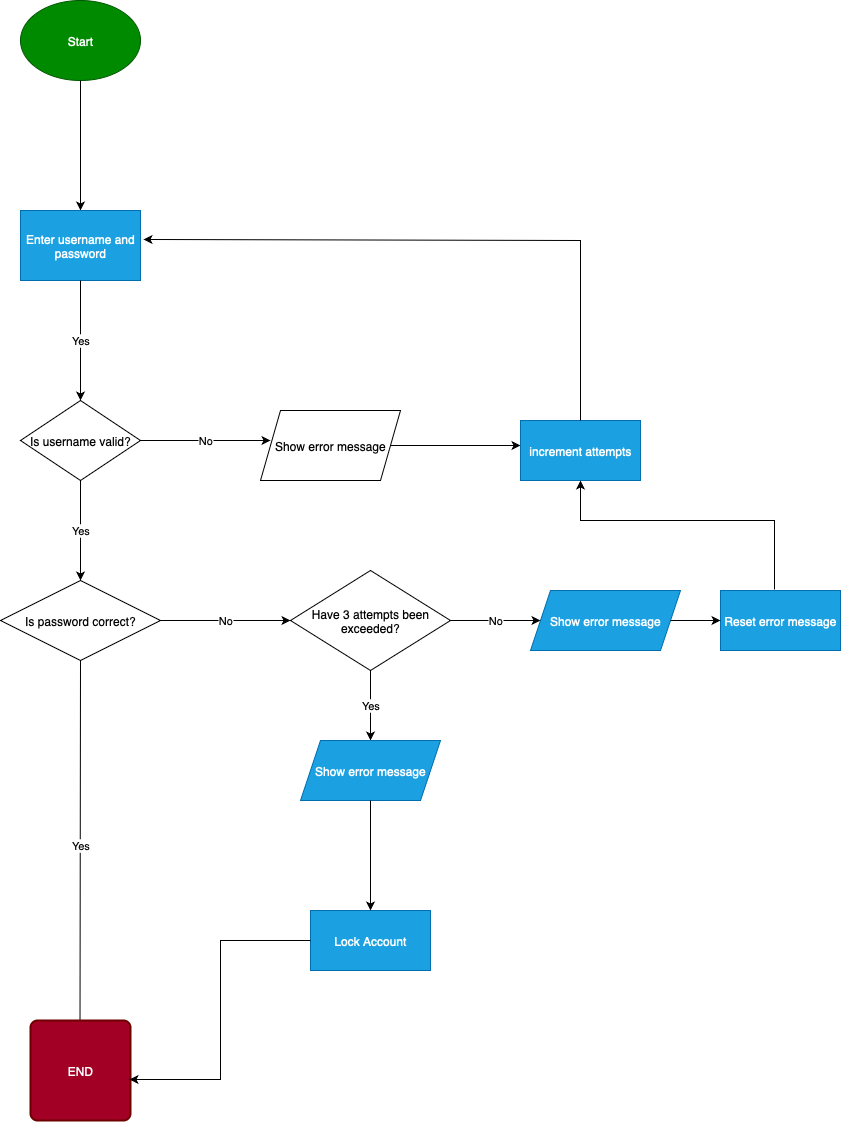 Start
Enter username and
password
Yes
Is username valid?
No
Show error message
increment attempts
Yes
Is password correct?
No
Have 3 attempts been
exceeded?
No
Show error message
Reset error message
Yes
Show error message
Yes
Lock Account
END